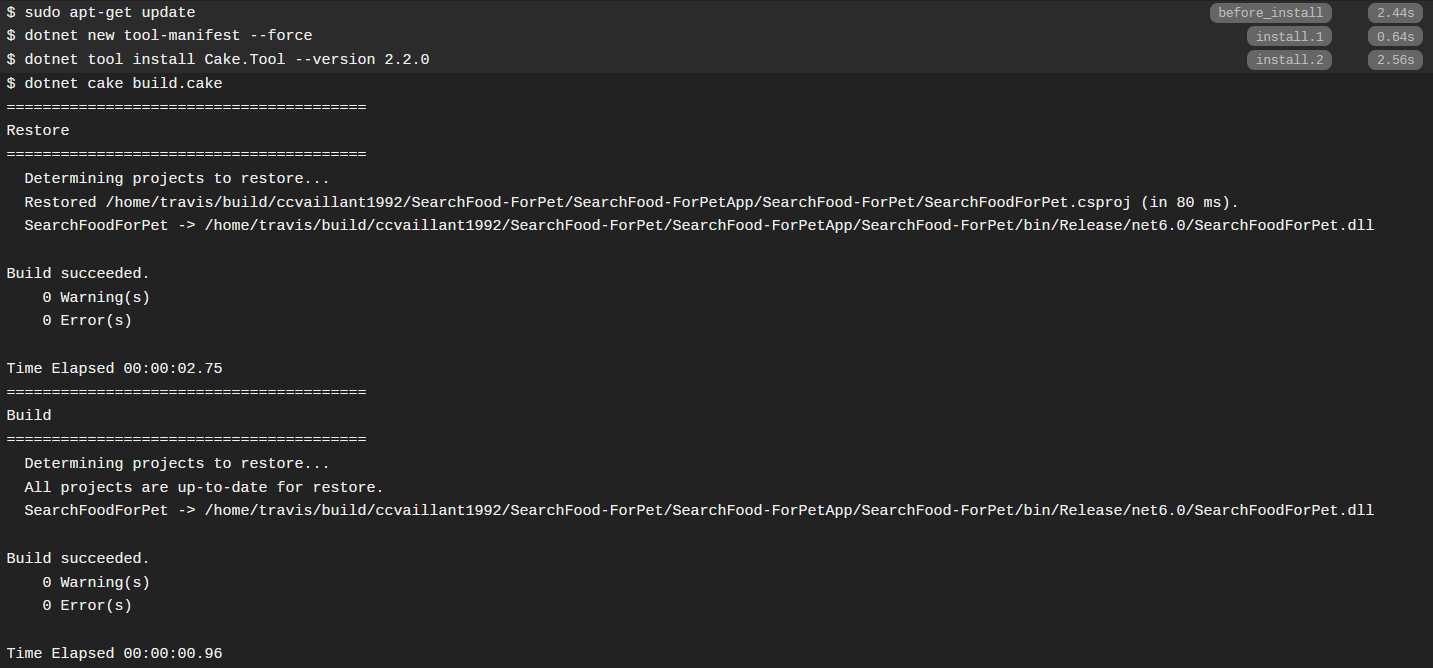 $ sudo apt-get update before_install 2.44s
$ dotnet new tool-manifest --force install.1 0.64s
$ dotnet tool install Cake.Tool --version 2.2.0 install.2 2.56s
$ dotnet cake build.cake
========================================
Restore
========================================
  Determining projects to restore...
  Restored /home/travis/build/ccvaillant1992/SearchFood-ForPet/SearchFood-ForPetApp/SearchFood-ForPet/SearchFoodForPet.csproj (in 80 ms).
  SearchFoodForPet -> /home/travis/build/ccvaillant1992/SearchFood-ForPet/SearchFood-ForPetApp/SearchFood-ForPet/bin/Release/net6.0/SearchFoodForPet.dll

Build succeeded.
    0 Warning(s)
    0 Error(s)

Time Elapsed 00:00:02.75
========================================
Build
========================================
  Determining projects to restore...
  All projects are up-to-date for restore.
  SearchFoodForPet -> /home/travis/build/ccvaillant1992/SearchFood-ForPet/SearchFood-ForPetApp/SearchFood-ForPet/bin/Release/net6.0/SearchFoodForPet.dll

Build succeeded.
    0 Warning(s)
    0 Error(s)

Time Elapsed 00:00:00.96